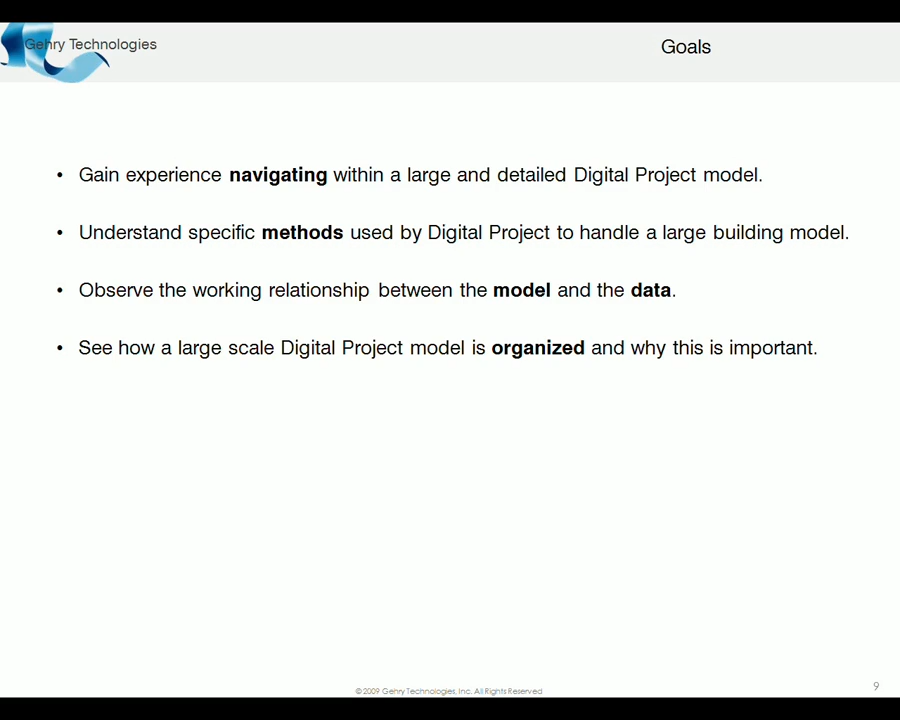 Gehry Technologies
Goals
• Gain experience navigating within a large and detailed Digital Project model.
• Understand specific methods used by Digital Project to handle a large building model.
• Observe the working relationship between the model and the data.
• See how a large scale Digital Project model is organized and why this is important.
© 2009 Gehry Technologies, Inc. All Rights Reserved
9